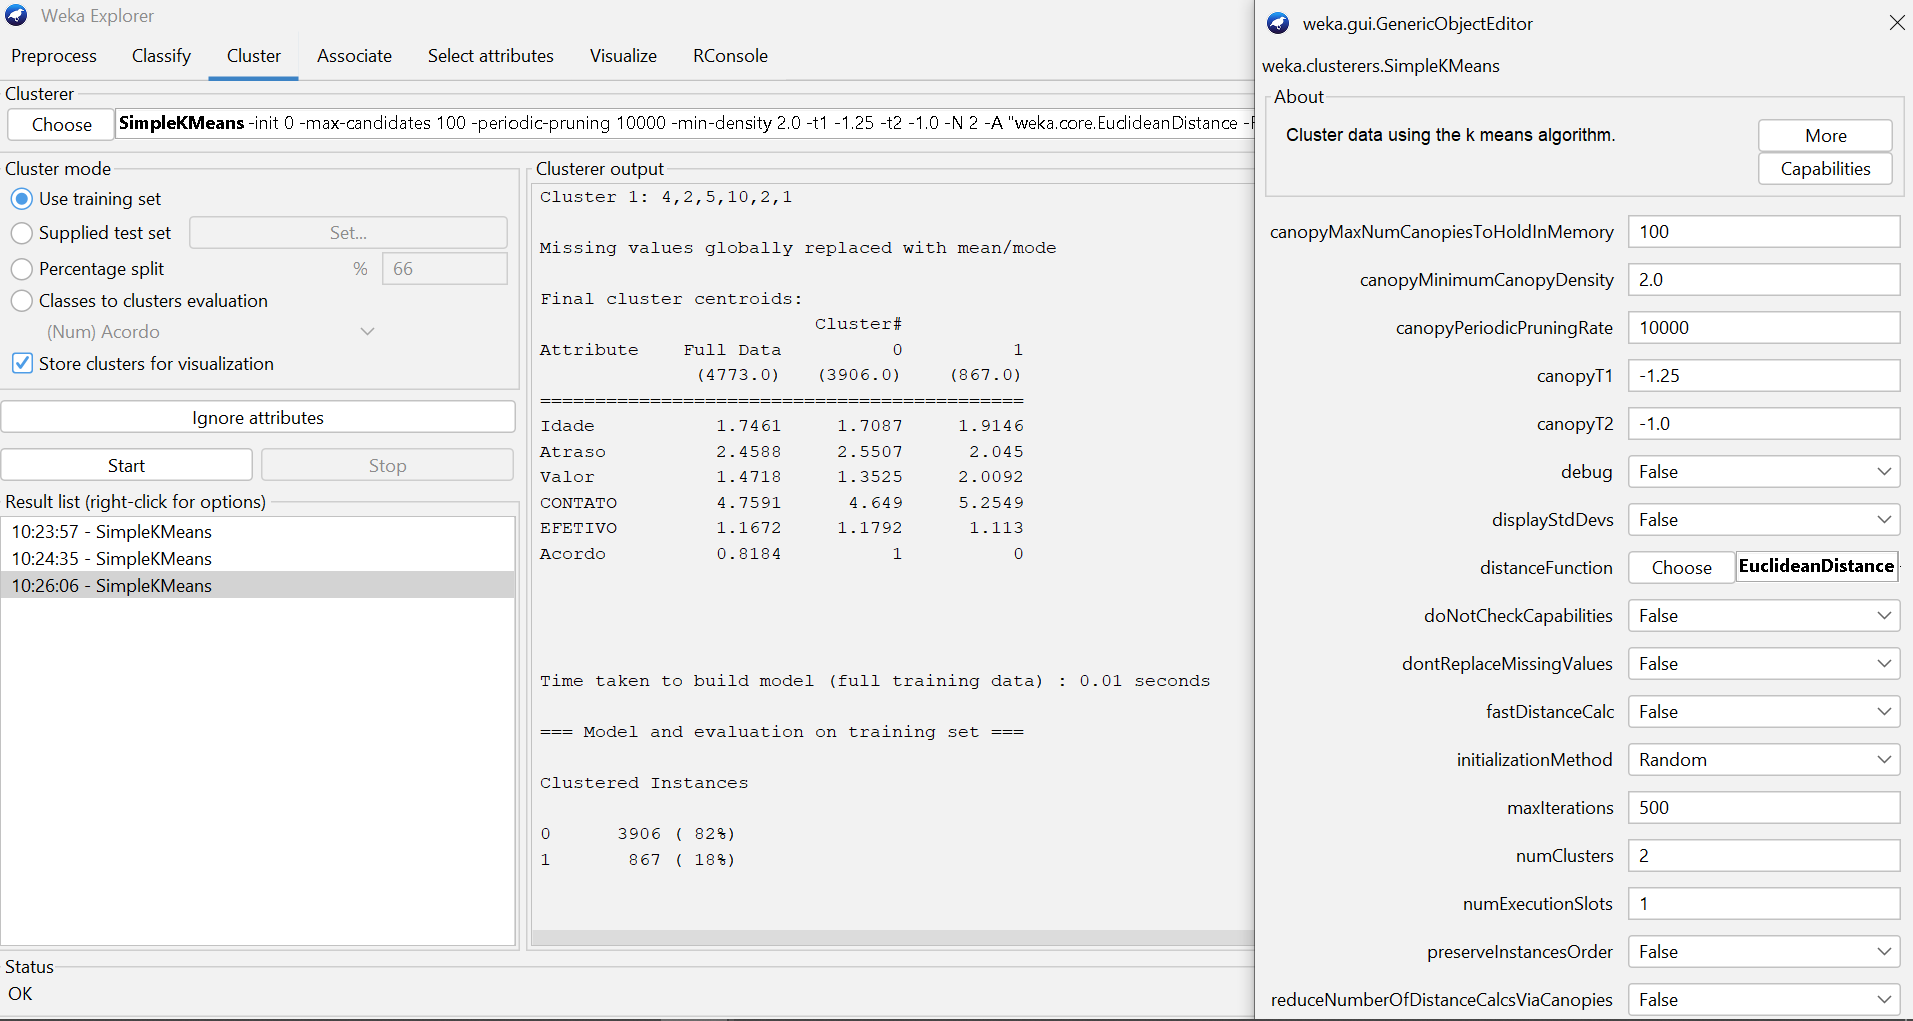 Weka Explorer
Preprocess Classify Cluster Associate Select attributes Visualize RConsole
Clusterer
Choose SimpleKMeans -init 0 -max-candidates 100 -periodic-pruning 10000 -min-density 2.0 -t1 -1.25 -t2 -1.0 -N 2 -A "weka.core.EuclideanDistance
Cluster mode
Use training set
Supplied test set Set...
Percentage split % 66
Classes to clusters evaluation
(Num) Acordo
Store clusters for visualization
Ignore attributes
Start Stop
Result list (right-click for options)
10:23:57 - SimpleKMeans
10:24:35 - SimpleKMeans
10:26:06 - SimpleKMeans
Clusterer output
Cluster 1: 4,2,5,10,2,1
Missing values globally replaced with mean/mode
Final cluster centroids:
Cluster#
Attribute Full Data 0 1
(4773.0) (3906.0) (867.0)
============================================
Idade 1.7461 1.7087 1.9146
Atraso 2.4588 2.5507 2.045
Valor 1.4718 1.3525 2.0092
CONTATO 4.7591 4.649 5.2549
EFETIVO 1.1672 1.1792 1.113
Acordo 0.8184 1 0
Time taken to build model (full training data) : 0.01 seconds
=== Model and evaluation on training set ===
Clustered Instances
0 3906 ( 82%)
1 867 ( 18%)
Status
OK
weka.gui.GenericObjectEditor
weka.clusterers.SimpleKMeans
About
Cluster data using the k means algorithm.
More
Capabilities
canopyMaxNumCanopiesToHoldInMemory 100
canopyMinimumCanopyDensity 2.0
canopyPeriodicPruningRate 10000
canopyT1 -1.25
canopyT2 -1.0
debug False
displayStdDevs False
distanceFunction Choose EuclideanDistance
doNotCheckCapabilities False
dontReplaceMissingValues False
fastDistanceCalc False
initializationMethod Random
maxIterations 500
numClusters 2
numExecutionSlots 1
preserveInstancesOrder False
reduceNumberOfDistanceCalcsViaCanopies False